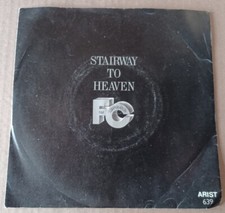 STAIRWAY
TO
HEAVEN
FC
ARIST
639